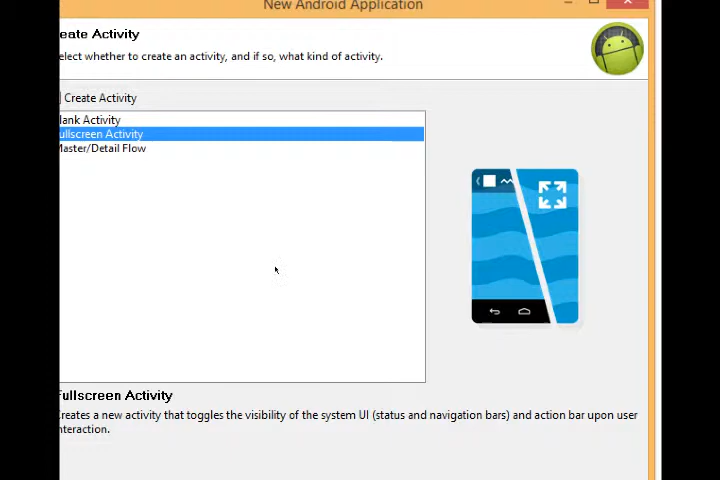 New Android Application
eate Activity
elect whether to create an activity, and if so, what kind of activity.
Create Activity
lank Activity
ullscreen Activity
Master/Detail Flow
Fullscreen Activity
Creates a new activity that toggles the visibility of the system UI (status and navigation bars) and action bar upon user
nteraction.